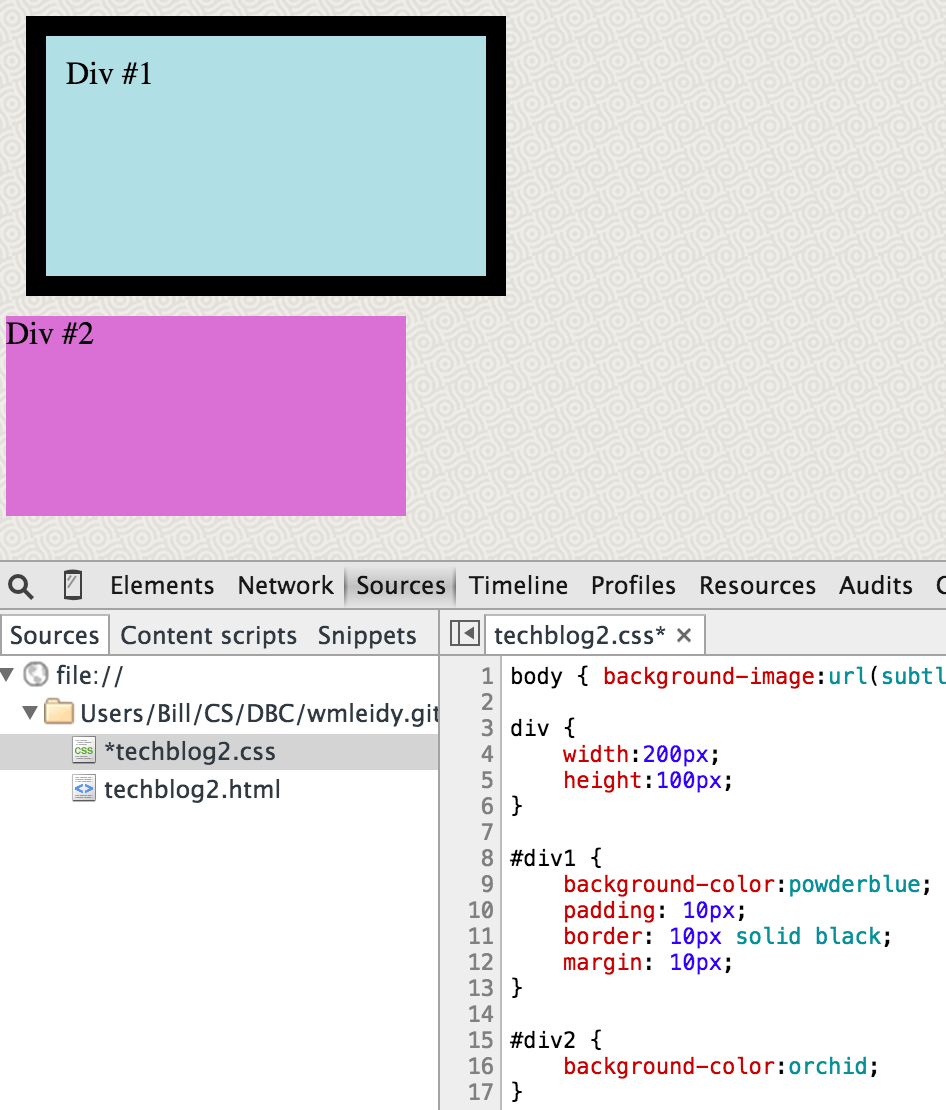 Div #1
Div #2
Elements Network Sources Timeline Profiles Resources Audits
Sources Content scripts Snippets
techblog2.css* ×
file://
Users/Bill/CS/DBC/wmleidy.git
*techblog2.css
techblog2.html
1 body { background-image:url(subtl
2
3 div {
4     width:200px;
5     height:100px;
6 }
7
8 #div1 {
9     background-color:powderblue;
10     padding: 10px;
11     border: 10px solid black;
12     margin: 10px;
13 }
14
15 #div2 {
16     background-color:orchid;
17 }